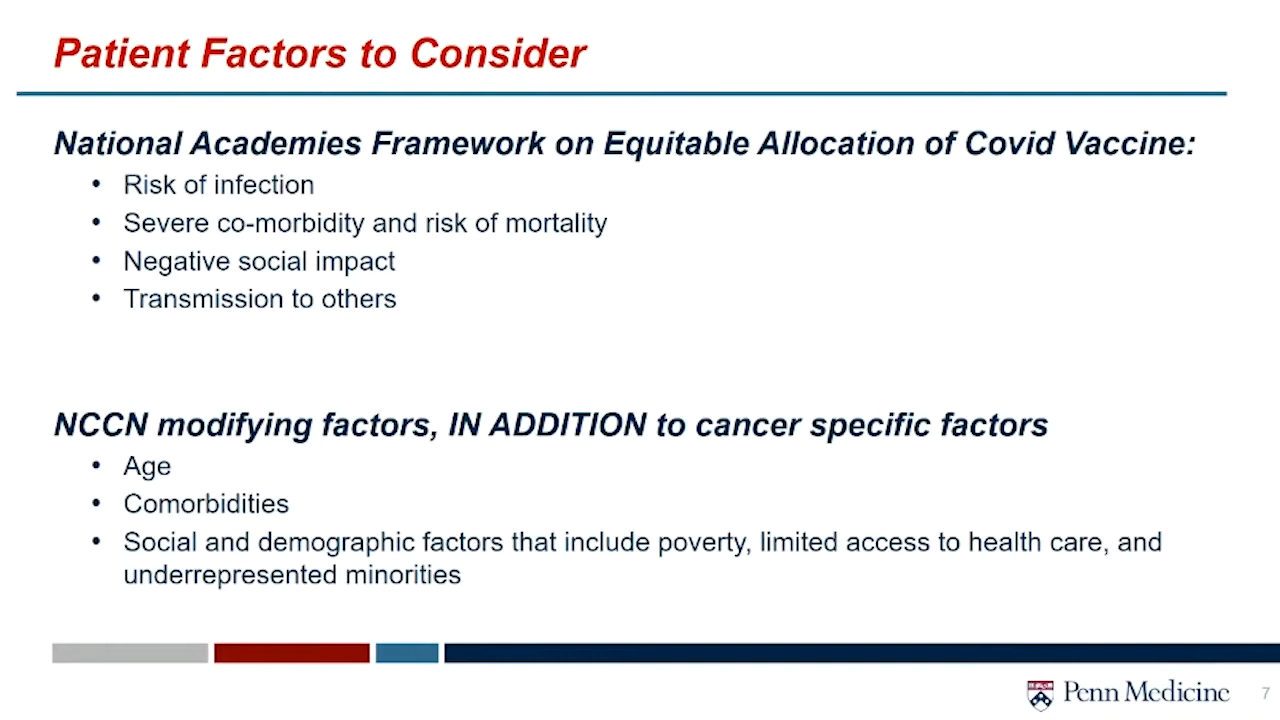 Patient Factors to Consider
National Academies Framework on Equitable Allocation of Covid Vaccine:
• Risk of infection
• Severe co-morbidity and risk of mortality
• Negative social impact
• Transmission to others
NCCN modifying factors, IN ADDITION to cancer specific factors
• Age
• Comorbidities
• Social and demographic factors that include poverty, limited access to health care, and
underrepresented minorities
Penn Medicine
7